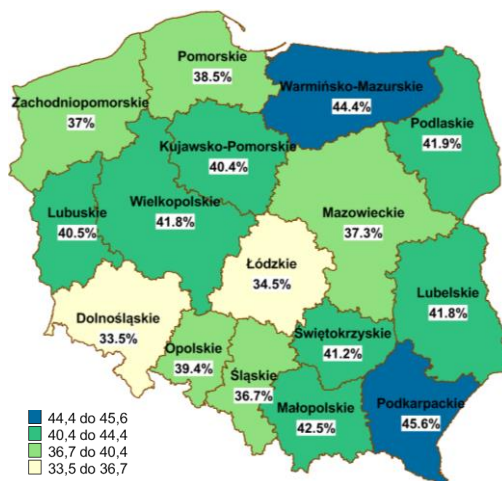 Pomorskie
38.5%
Warmińsko-Mazurskie
44.4%
Zachodniopomorskie
37%
Podlaskie
41.9%
Kujawsko-Pomorskie
40.4%
Wielkopolskie
41.8%
Lubuskie
40.5%
Mazowieckie
37.3%
Łódzkie
34.5%
Lubelskie
41.8%
Dolnośląskie
33.5%
Świętokrzyskie
41.2%
Opolskie
39.4%
Śląskie
36.7%
Małopolskie
42.5%
Podkarpackie
45.6%
44,4 do 45,6
40,4 do 44,4
36,7 do 40,4
33,5 do 36,7